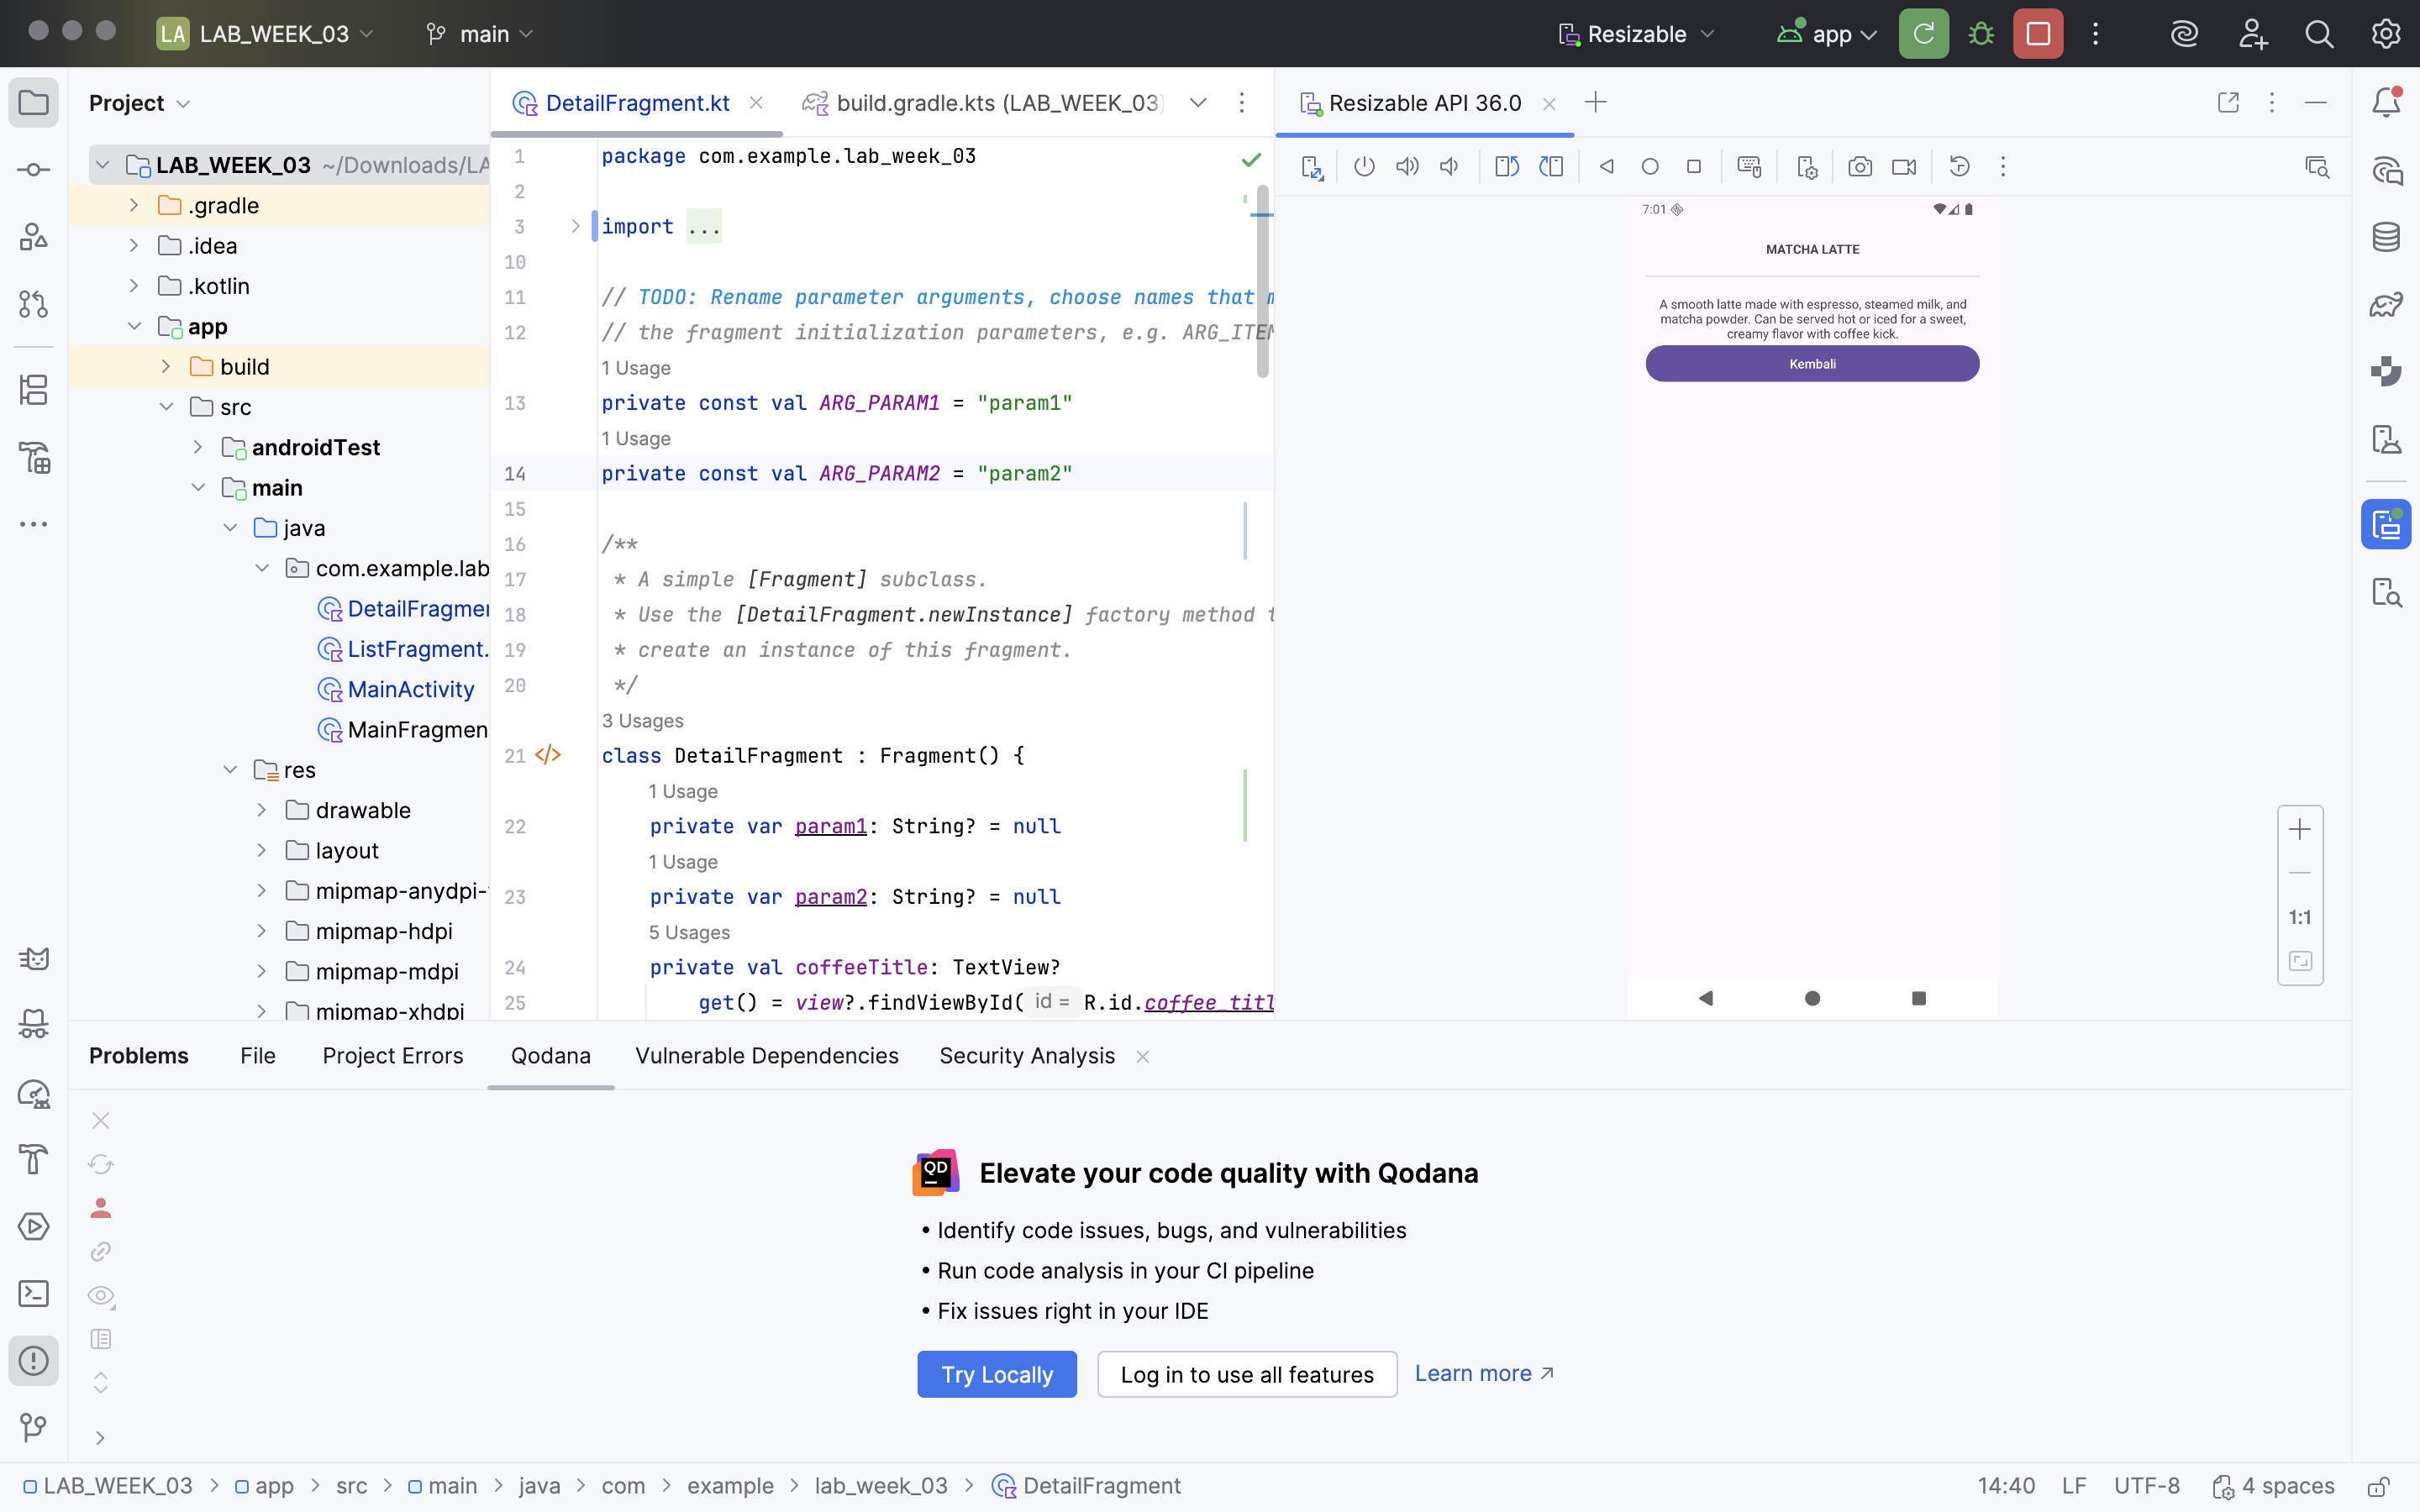 LA LAB_WEEK_03
main
Resizable
app
Project
LAB_WEEK_03 ~/Downloads/LA
.gradle
.idea
.kotlin
app
build
src
androidTest
main
java
com.example.lab
DetailFragmer
ListFragment.
MainActivity
MainFragmen
res
drawable
layout
mipmap-anydpi-
mipmap-hdpi
mipmap-mdpi
mipmap-xhdpi
DetailFragment.kt
build.gradle.kts (LAB_WEEK_03)
1 package com.example.lab_week_03
2
3 import ...
10
11 // TODO: Rename parameter arguments, choose names that m
12 // the fragment initialization parameters, e.g. ARG_ITEM
1 Usage
13 private const val ARG_PARAM1 = "param1"
1 Usage
14 private const val ARG_PARAM2 = "param2"
15
16 /**
17 * A simple [Fragment] subclass.
18 * Use the [DetailFragment.newInstance] factory method t
19 * create an instance of this fragment.
20 */
3 Usages
21 </> class DetailFragment : Fragment() {
1 Usage
22 private var param1: String? = null
1 Usage
23 private var param2: String? = null
5 Usages
24 private val coffeeTitle: TextView?
25 get() = view?.findViewById( id = R.id.coffee_titl
Resizable API 36.0
7:01
MATCHA LATTE
A smooth latte made with espresso, steamed milk, and
matcha powder. Can be served hot or iced for a sweet,
creamy flavor with coffee kick.
Kembali
1:1
Problems
File
Project Errors
Qodana
Vulnerable Dependencies
Security Analysis
QD
Elevate your code quality with Qodana
• Identify code issues, bugs, and vulnerabilities
• Run code analysis in your CI pipeline
• Fix issues right in your IDE
Try Locally
Log in to use all features
Learn more ↗
LAB_WEEK_03 > app > src > main > java > com > example > lab_week_03 > DetailFragment
14:40 LF UTF-8 4 spaces